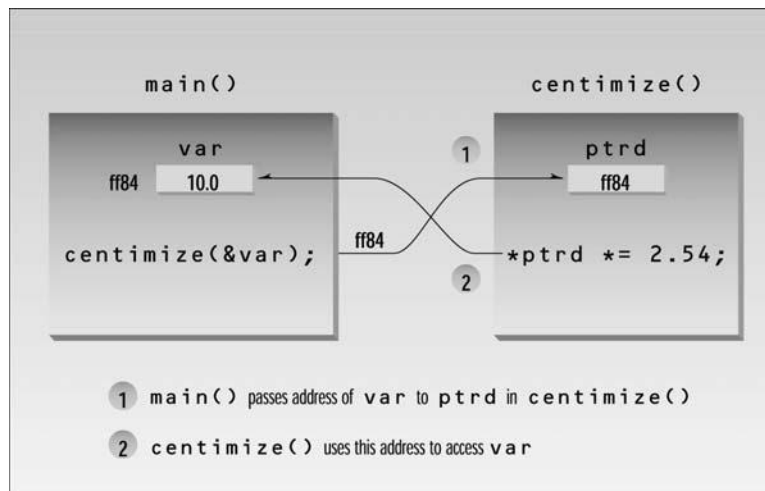 main()
centimize()
var
ff84 10.0
centimize(&var);
ff84
1
ptrd
ff84
*ptrd *= 2.54;
2
1 main() passes address of var to ptrd in centimize()
2 centimize() uses this address to access var